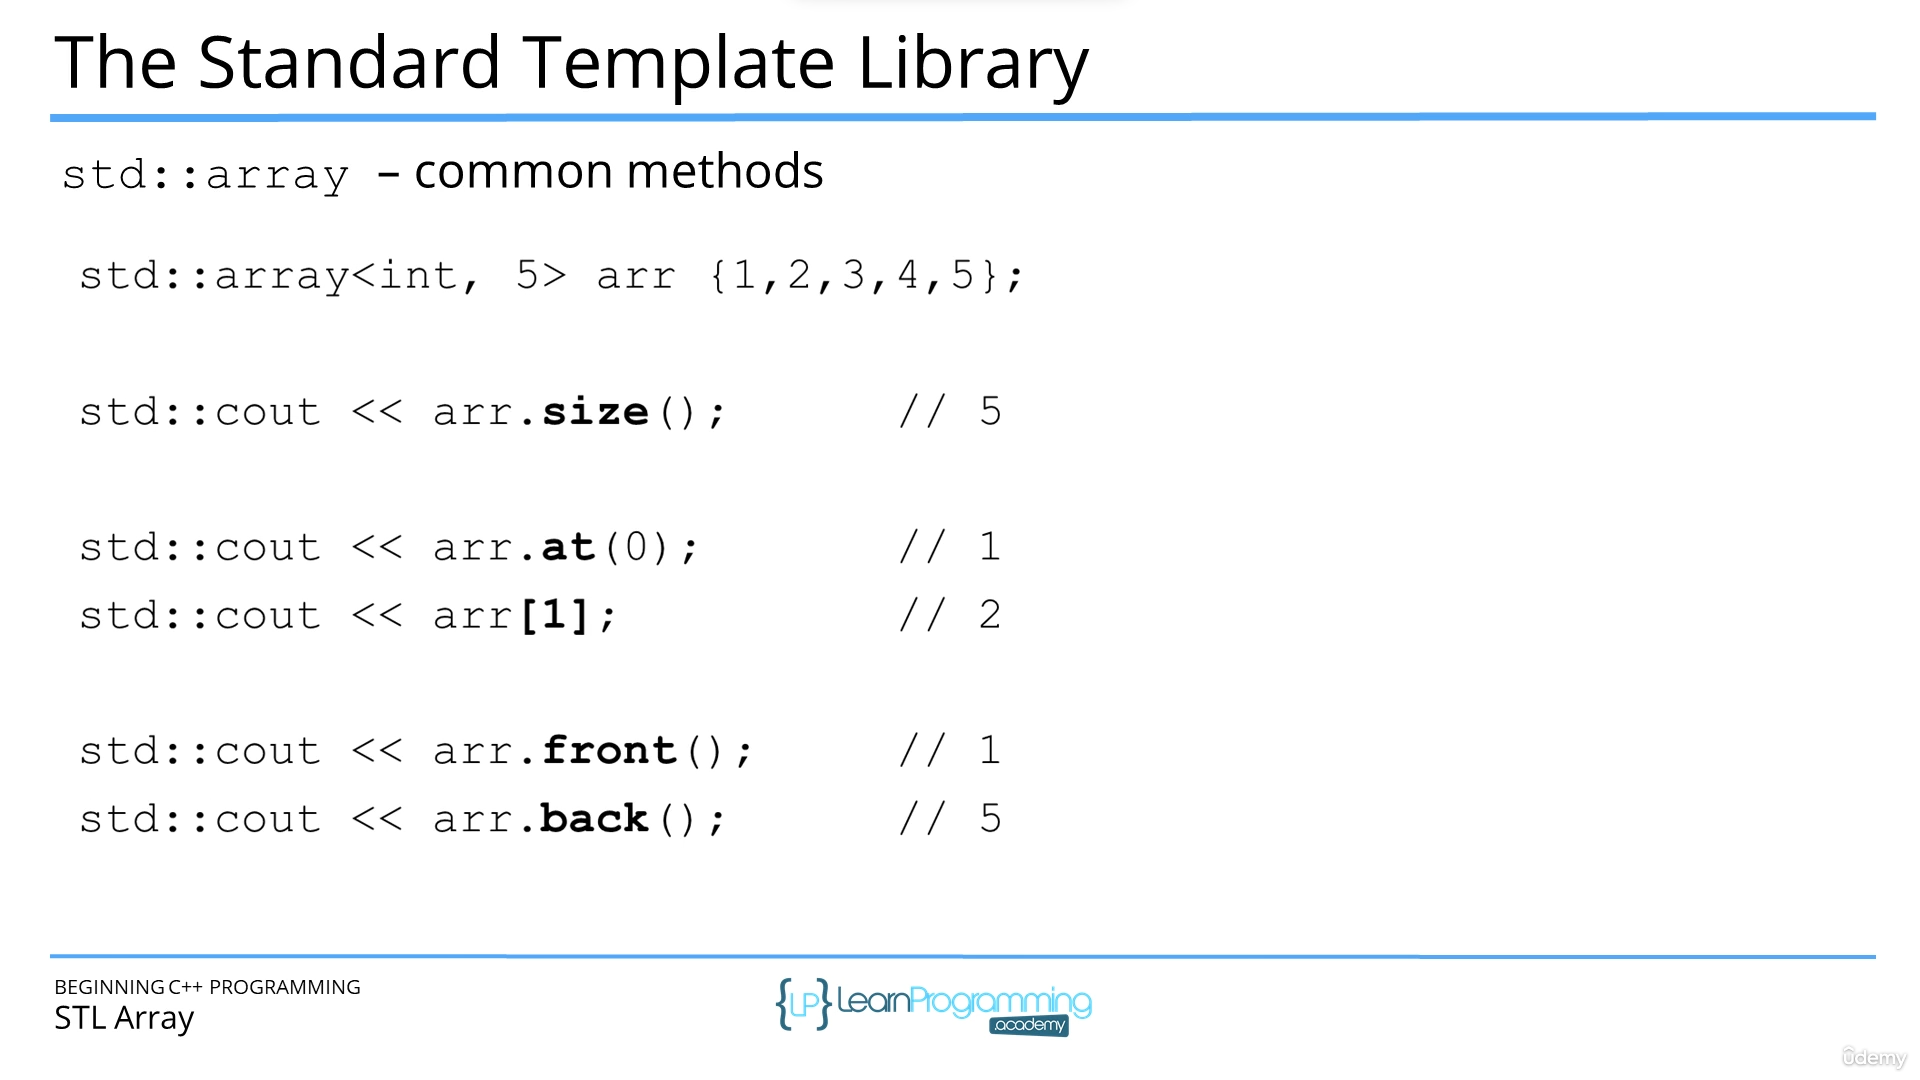 The Standard Template Library
std::array – common methods
std::array<int, 5> arr {1,2,3,4,5};
std::cout << arr.size(); // 5
std::cout << arr.at(0); // 1
std::cout << arr[1]; // 2
std::cout << arr.front(); // 1
std::cout << arr.back(); // 5
BEGINNING C++ PROGRAMMING
STL Array
{LP} LearnProgramming
.academy
ûdemy